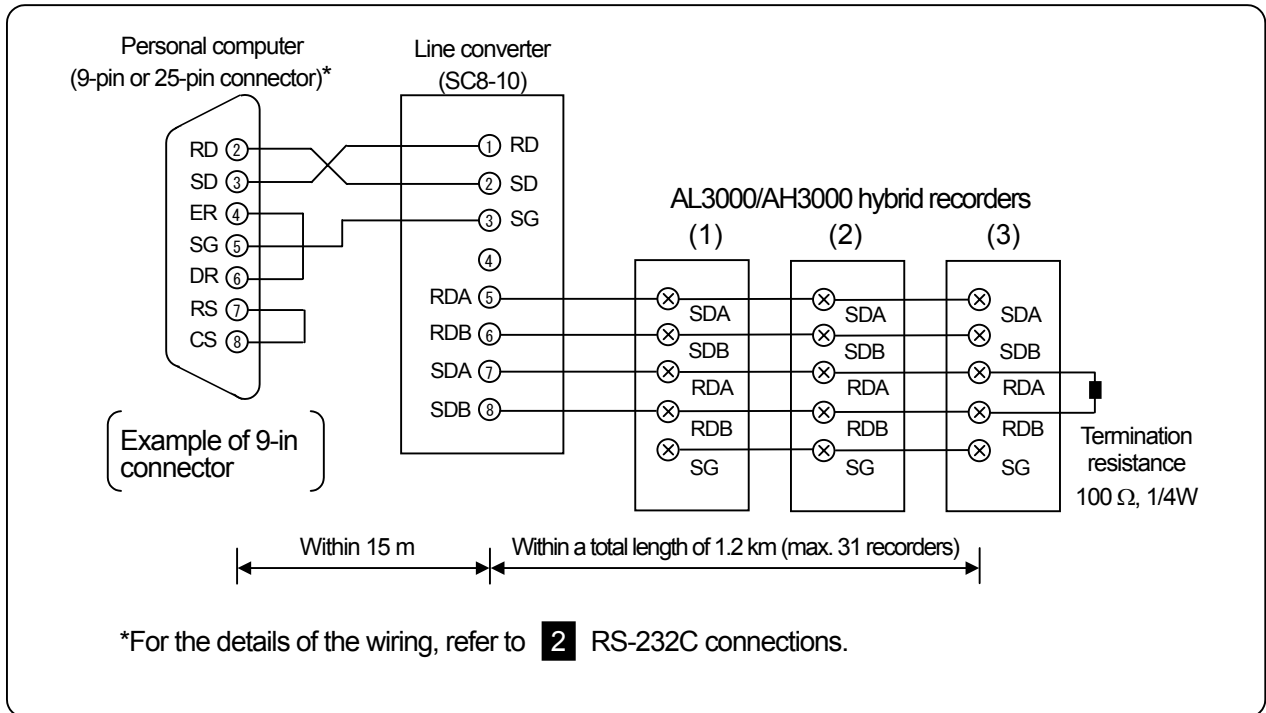 Personal computer
(9-pin or 25-pin connector)*
Line converter
(SC8-10)
RD ②
SD ③
ER ④
SG ⑤
DR ⑥
RS ⑦
CS ⑧
① RD
② SD
③ SG
④
RDA ⑤
RDB ⑥
SDA ⑦
SDB ⑧
AL3000/AH3000 hybrid recorders
(1) (2) (3)
SDA SDA SDA
SDB SDB SDB
RDA RDA RDA
RDB RDB RDB
SG SG SG
Example of 9-in
connector
Termination
resistance
100 Ω, 1/4W
Within 15 m
Within a total length of 1.2 km (max. 31 recorders)
*For the details of the wiring, refer to 2 RS-232C connections.